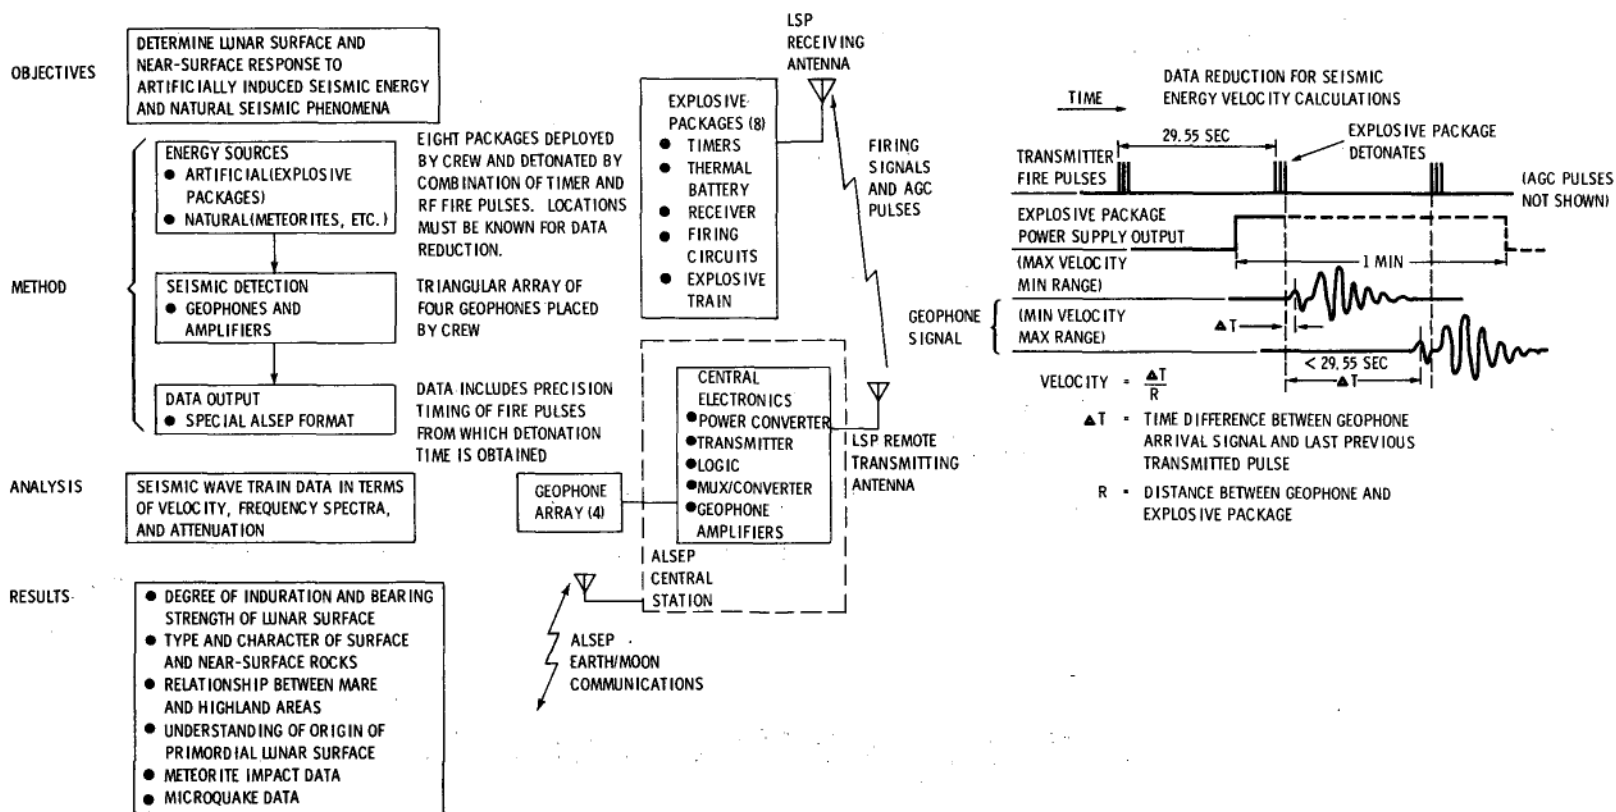 OBJECTIVES
DETERMINE LUNAR SURFACE AND
NEAR-SURFACE RESPONSE TO
ARTIFICIALLY INDUCED SEISMIC ENERGY
AND NATURAL SEISMIC PHENOMENA
METHOD
ENERGY SOURCES
● ARTIFICIAL(EXPLOSIVE
PACKAGES)
● NATURAL(METEORITES, ETC.)
EIGHT PACKAGES DEPLOYED
BY CREW AND DETONATED BY
COMBINATION OF TIMER AND
RF FIRE PULSES. LOCATIONS
MUST BE KNOWN FOR DATA
REDUCTION.
SEISMIC DETECTION
● GEOPHONES AND
AMPLIFIERS
TRIANGULAR ARRAY OF
FOUR GEOPHONES PLACED
BY CREW
DATA OUTPUT
● SPECIAL ALSEP FORMAT
DATA INCLUDES PRECISION
TIMING OF FIRE PULSES
FROM WHICH DETONATION
TIME IS OBTAINED
ANALYSIS
SEISMIC WAVE TRAIN DATA IN TERMS
OF VELOCITY, FREQUENCY SPECTRA,
AND ATTENUATION
RESULTS
● DEGREE OF INDURATION AND BEARING
STRENGTH OF LUNAR SURFACE
● TYPE AND CHARACTER OF SURFACE
AND NEAR-SURFACE ROCKS
● RELATIONSHIP BETWEEN MARE
AND HIGHLAND AREAS
● UNDERSTANDING OF ORIGIN OF
PRIMORDIAL LUNAR SURFACE
● METEORITE IMPACT DATA
● MICROQUAKE DATA
LSP
RECEIVING
ANTENNA
EXPLOSIVE
PACKAGES (8)
● TIMERS
● THERMAL
BATTERY
● RECEIVER
● FIRING
CIRCUITS
● EXPLOSIVE
TRAIN
FIRING
SIGNALS
AND AGC
PULSES
CENTRAL
ELECTRONICS
● POWER CONVERTER
● TRANSMITTER
● LOGIC
● MUX/CONVERTER
● GEOPHONE
AMPLIFIERS
LSP REMOTE
TRANSMITTING
ANTENNA
GEOPHONE
ARRAY (4)
ALSEP
CENTRAL
STATION
ALSEP
EARTH/MOON
COMMUNICATIONS
DATA REDUCTION FOR SEISMIC
ENERGY VELOCITY CALCULATIONS
TIME
29.55 SEC
EXPLOSIVE PACKAGE
DETONATES
TRANSMITTER
FIRE PULSES
(AGC PULSES
NOT SHOWN)
EXPLOSIVE PACKAGE
POWER SUPPLY OUTPUT
1 MIN
GEOPHONE
SIGNAL
(MAX VELOCITY
MIN RANGE)
ΔT
(MIN VELOCITY
MAX RANGE)
< 29.55 SEC
ΔT
VELOCITY = ΔT
R
ΔT = TIME DIFFERENCE BETWEEN GEOPHONE
ARRIVAL SIGNAL AND LAST PREVIOUS
TRANSMITTED PULSE
R = DISTANCE BETWEEN GEOPHONE AND
EXPLOSIVE PACKAGE